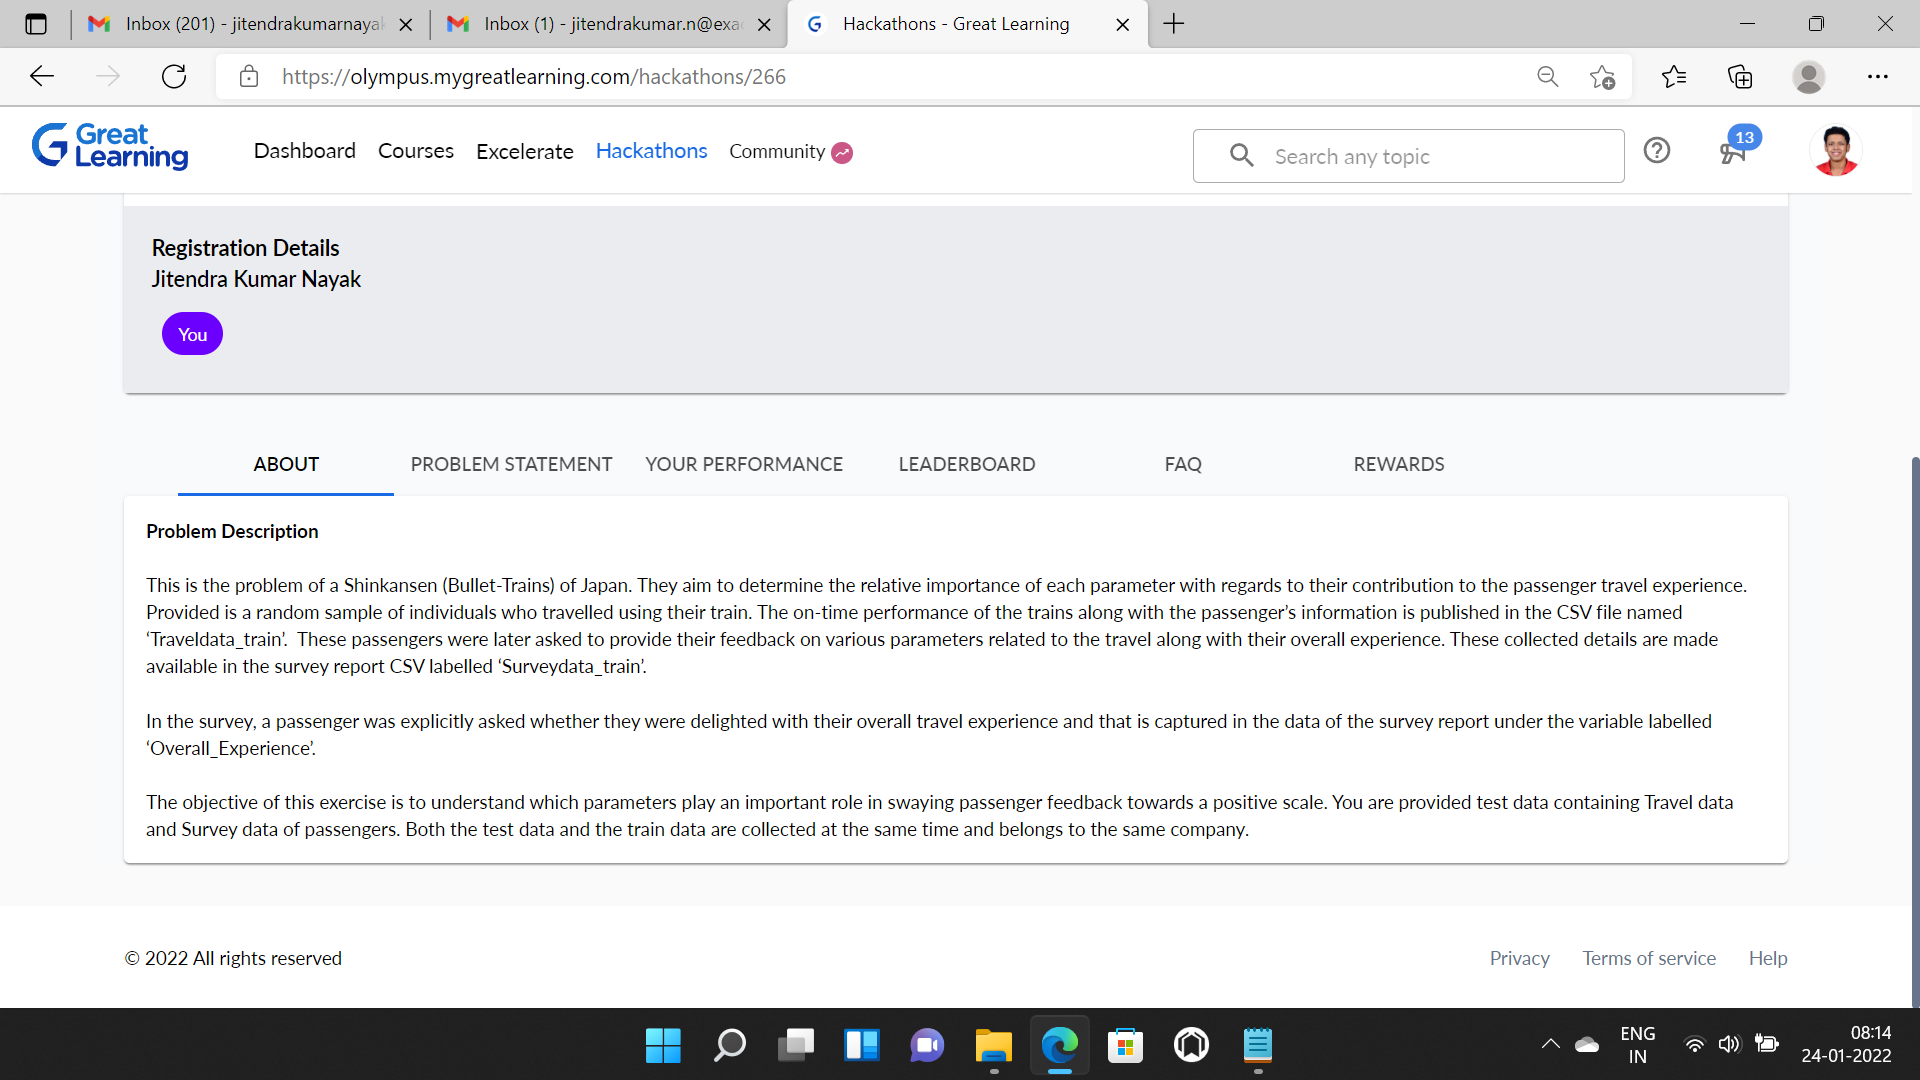 Inbox (201) - jitendrakumarnayak
Inbox (1) - jitendrakumar.n@exa
Hackathons - Great Learning
https://olympus.mygreatlearning.com/hackathons/266
Great Learning
Dashboard
Courses
Excelerate
Hackathons
Community
Search any topic
13
Registration Details
Jitendra Kumar Nayak
You
ABOUT
PROBLEM STATEMENT
YOUR PERFORMANCE
LEADERBOARD
FAQ
REWARDS
Problem Description
This is the problem of a Shinkansen (Bullet-Trains) of Japan. They aim to determine the relative importance of each parameter with regards to their contribution to the passenger travel experience.
Provided is a random sample of individuals who travelled using their train. The on-time performance of the trains along with the passenger’s information is published in the CSV file named
‘Traveldata_train’.  These passengers were later asked to provide their feedback on various parameters related to the travel along with their overall experience. These collected details are made
available in the survey report CSV labelled ‘Surveydata_train’.
In the survey, a passenger was explicitly asked whether they were delighted with their overall travel experience and that is captured in the data of the survey report under the variable labelled
‘Overall_Experience’.
The objective of this exercise is to understand which parameters play an important role in swaying passenger feedback towards a positive scale. You are provided test data containing Travel data
and Survey data of passengers. Both the test data and the train data are collected at the same time and belongs to the same company.
© 2022 All rights reserved
Privacy
Terms of service
Help
ENG
IN
08:14
24-01-2022